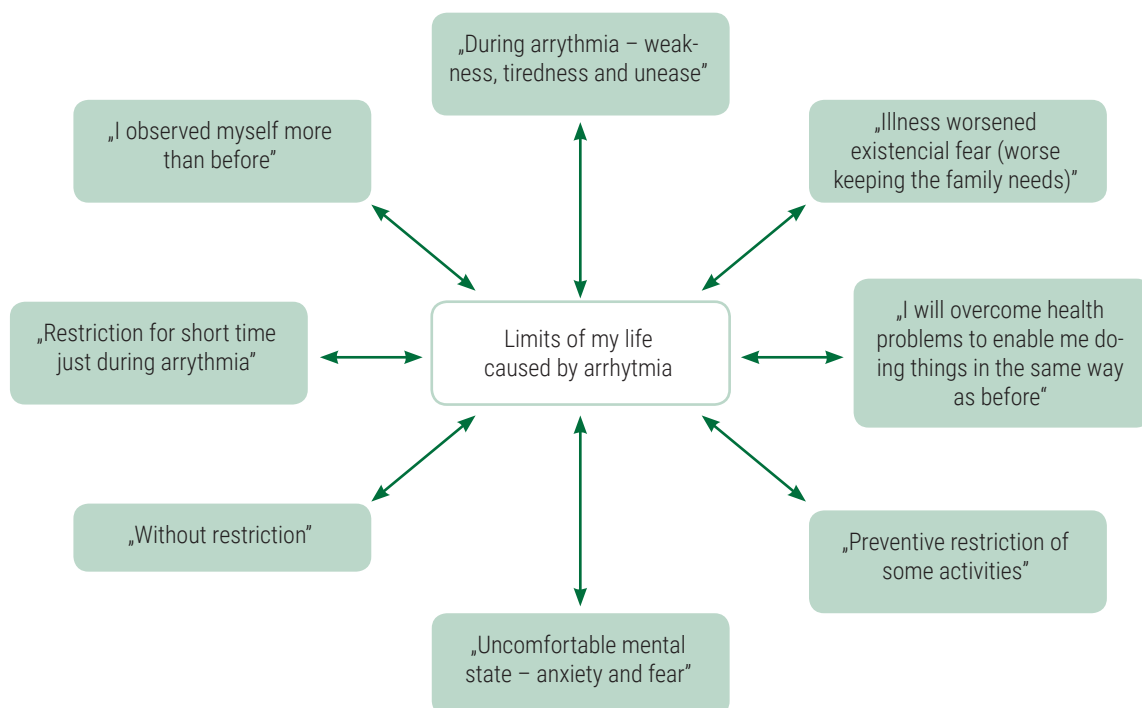 „During arrythmia – weak-
ness, tiredness and unease”
„I observed myself more
than before”
„Illness worsened
existencial fear (worse
keeping the family needs)”
„Restriction for short time
just during arrythmia”
Limits of my life
caused by arrhytmia
„I will overcome health
problems to enable me do-
ing things in the same way
as before“
„Without restriction”
„Preventive restriction of
some activities”
„Uncomfortable mental
state – anxiety and fear”